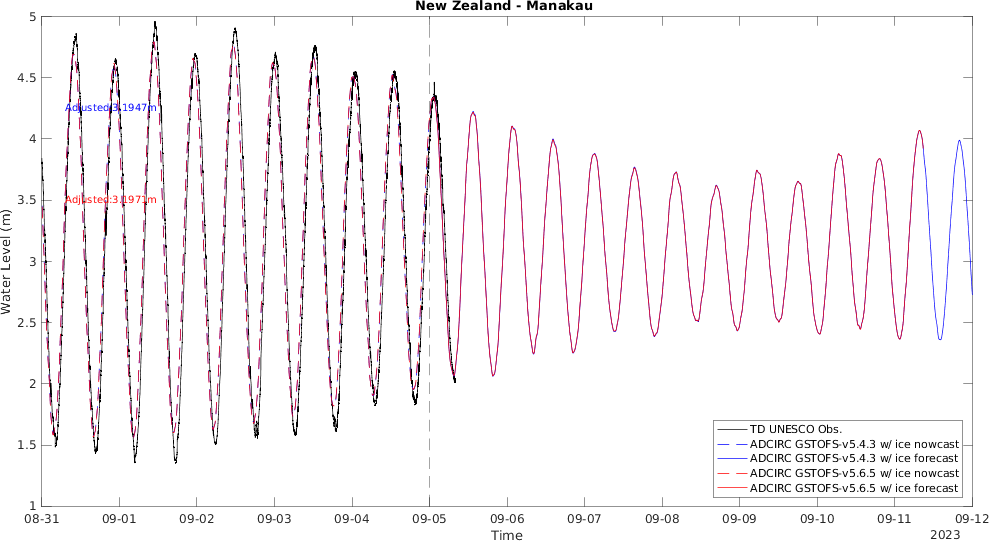 New Zealand - Manakau
5
4.5
4
3.5
3
2.5
2
1.5
1
Water Level (m)
Adjusted:3.1947m
Adjusted:3.1971m
TD UNESCO Obs.
ADCIRC GSTOFS-v5.4.3 w/ ice nowcast
ADCIRC GSTOFS-v5.4.3 w/ ice forecast
ADCIRC GSTOFS-v5.6.5 w/ ice nowcast
ADCIRC GSTOFS-v5.6.5 w/ ice forecast
08-31 09-01 09-02 09-03 09-04 09-05 09-06 09-07 09-08 09-09 09-10 09-11 09-12
Time
2023